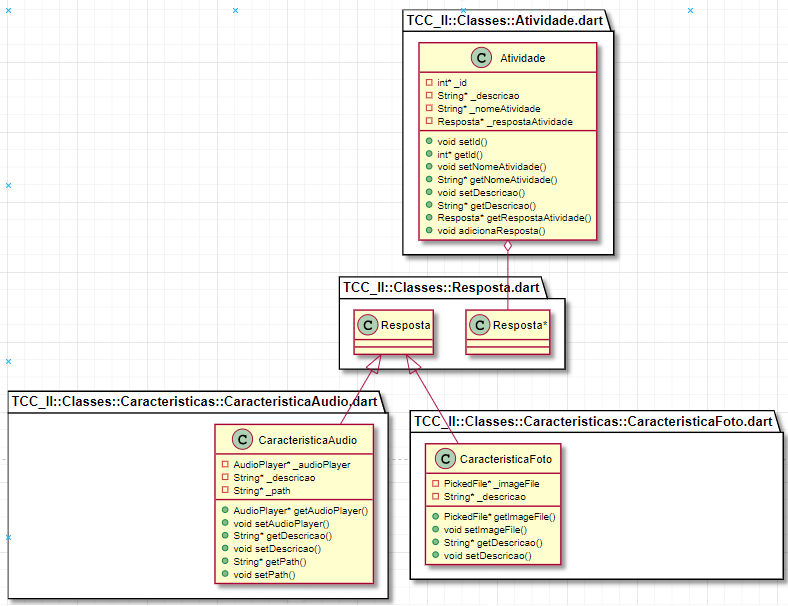 TCC_II::Classes::Atividade.dart
C Atividade
int* _id
String* _descricao
String* _nomeAtividade
Resposta* _respostaAtividade
void setId()
int* getId()
void setNomeAtividade()
String* getNomeAtividade()
void setDescricao()
String* getDescricao()
Resposta* getRespostaAtividade()
void adicionaResposta()
TCC_II::Classes::Resposta.dart
C Resposta
C Resposta*
TCC_II::Classes::Caracteristicas::CaracteristicaAudio.dart
C CaracteristicaAudio
AudioPlayer* _audioPlayer
String* _descricao
String* _path
AudioPlayer* getAudioPlayer()
void setAudioPlayer()
String* getDescricao()
void setDescricao()
String* getPath()
void setPath()
TCC_II::Classes::Caracteristicas::CaracteristicaFoto.dart
C CaracteristicaFoto
PickedFile* _imageFile
String* _descricao
PickedFile* getImageFile()
void setImageFile()
String* getDescricao()
void setDescricao()